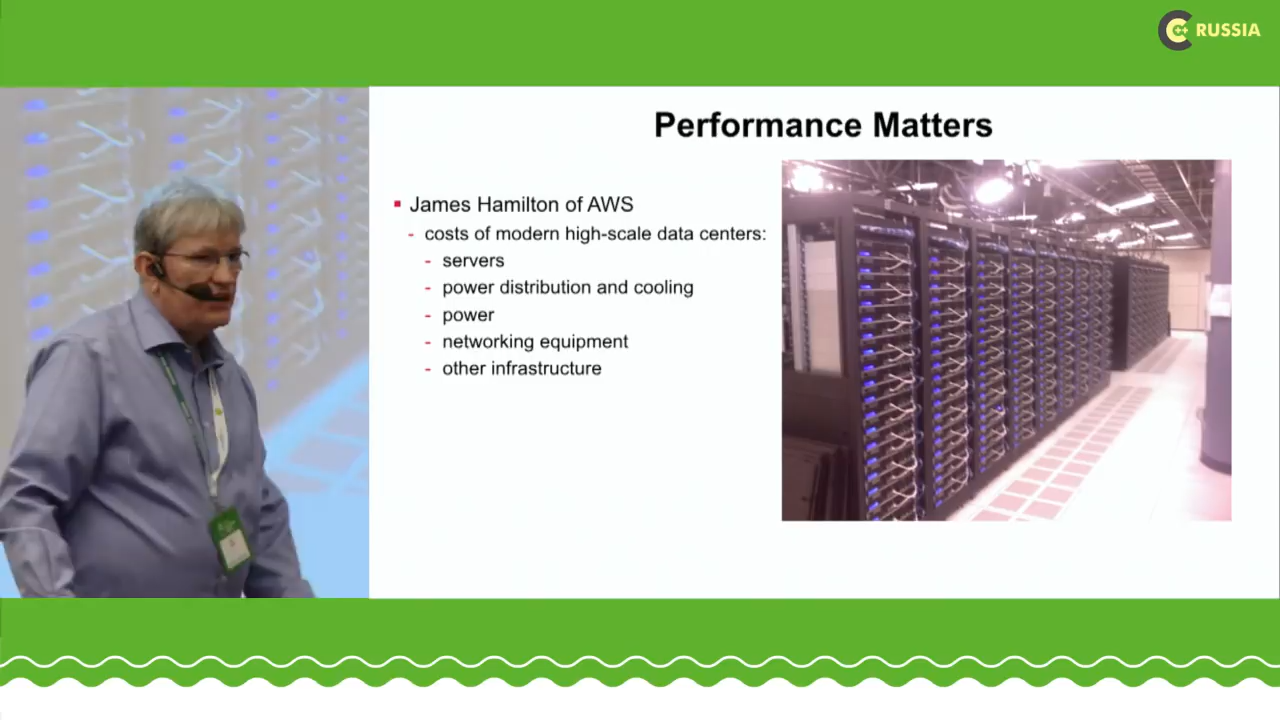 C++ RUSSIA
Performance Matters
▪ James Hamilton of AWS
- costs of modern high-scale data centers:
- servers
- power distribution and cooling
- power
- networking equipment
- other infrastructure